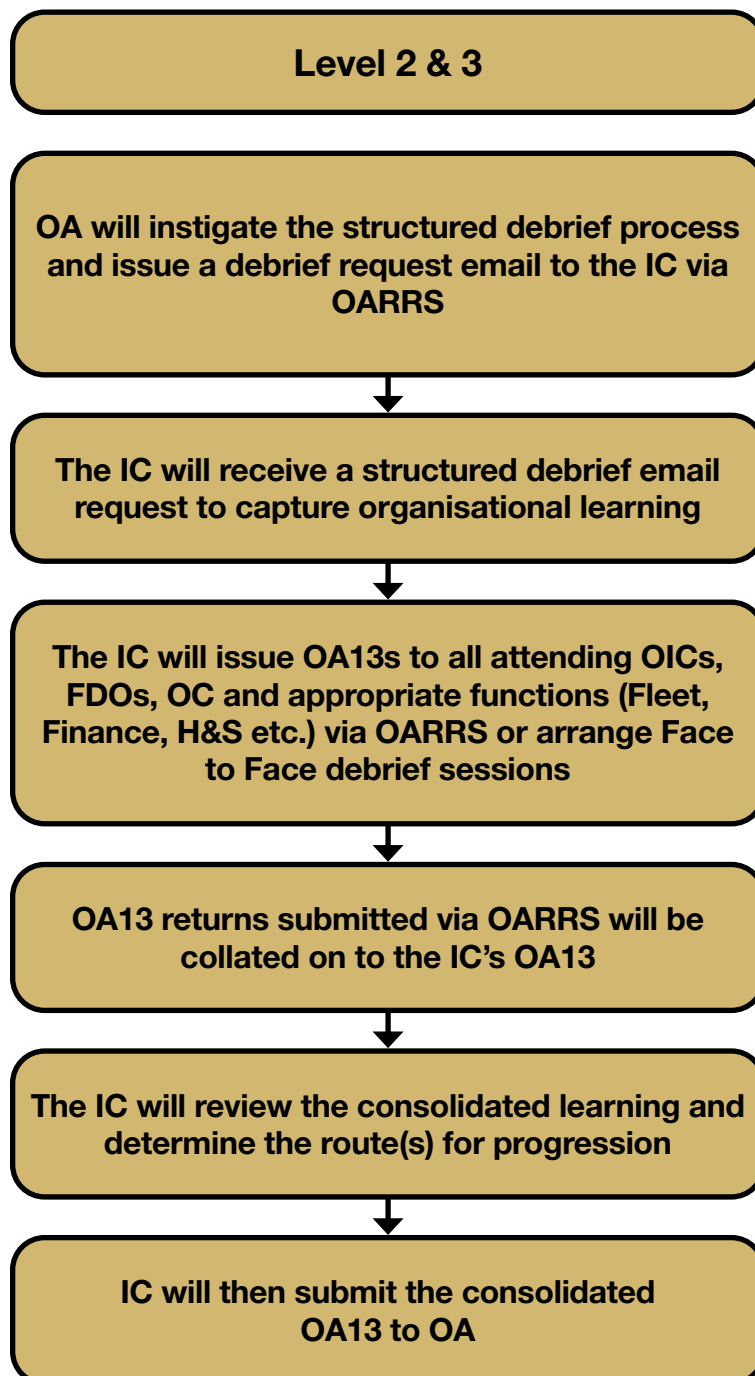 Level 2 & 3
OA will instigate the structured debrief process
and issue a debrief request email to the IC via
OARRS
The IC will receive a structured debrief email
request to capture organisational learning
The IC will issue OA13s to all attending OICs,
FDOs, OC and appropriate functions (Fleet,
Finance, H&S etc.) via OARRS or arrange Face
to Face debrief sessions
OA13 returns submitted via OARRS will be
collated on to the IC’s OA13
The IC will review the consolidated learning and
determine the route(s) for progression
IC will then submit the consolidated
OA13 to OA